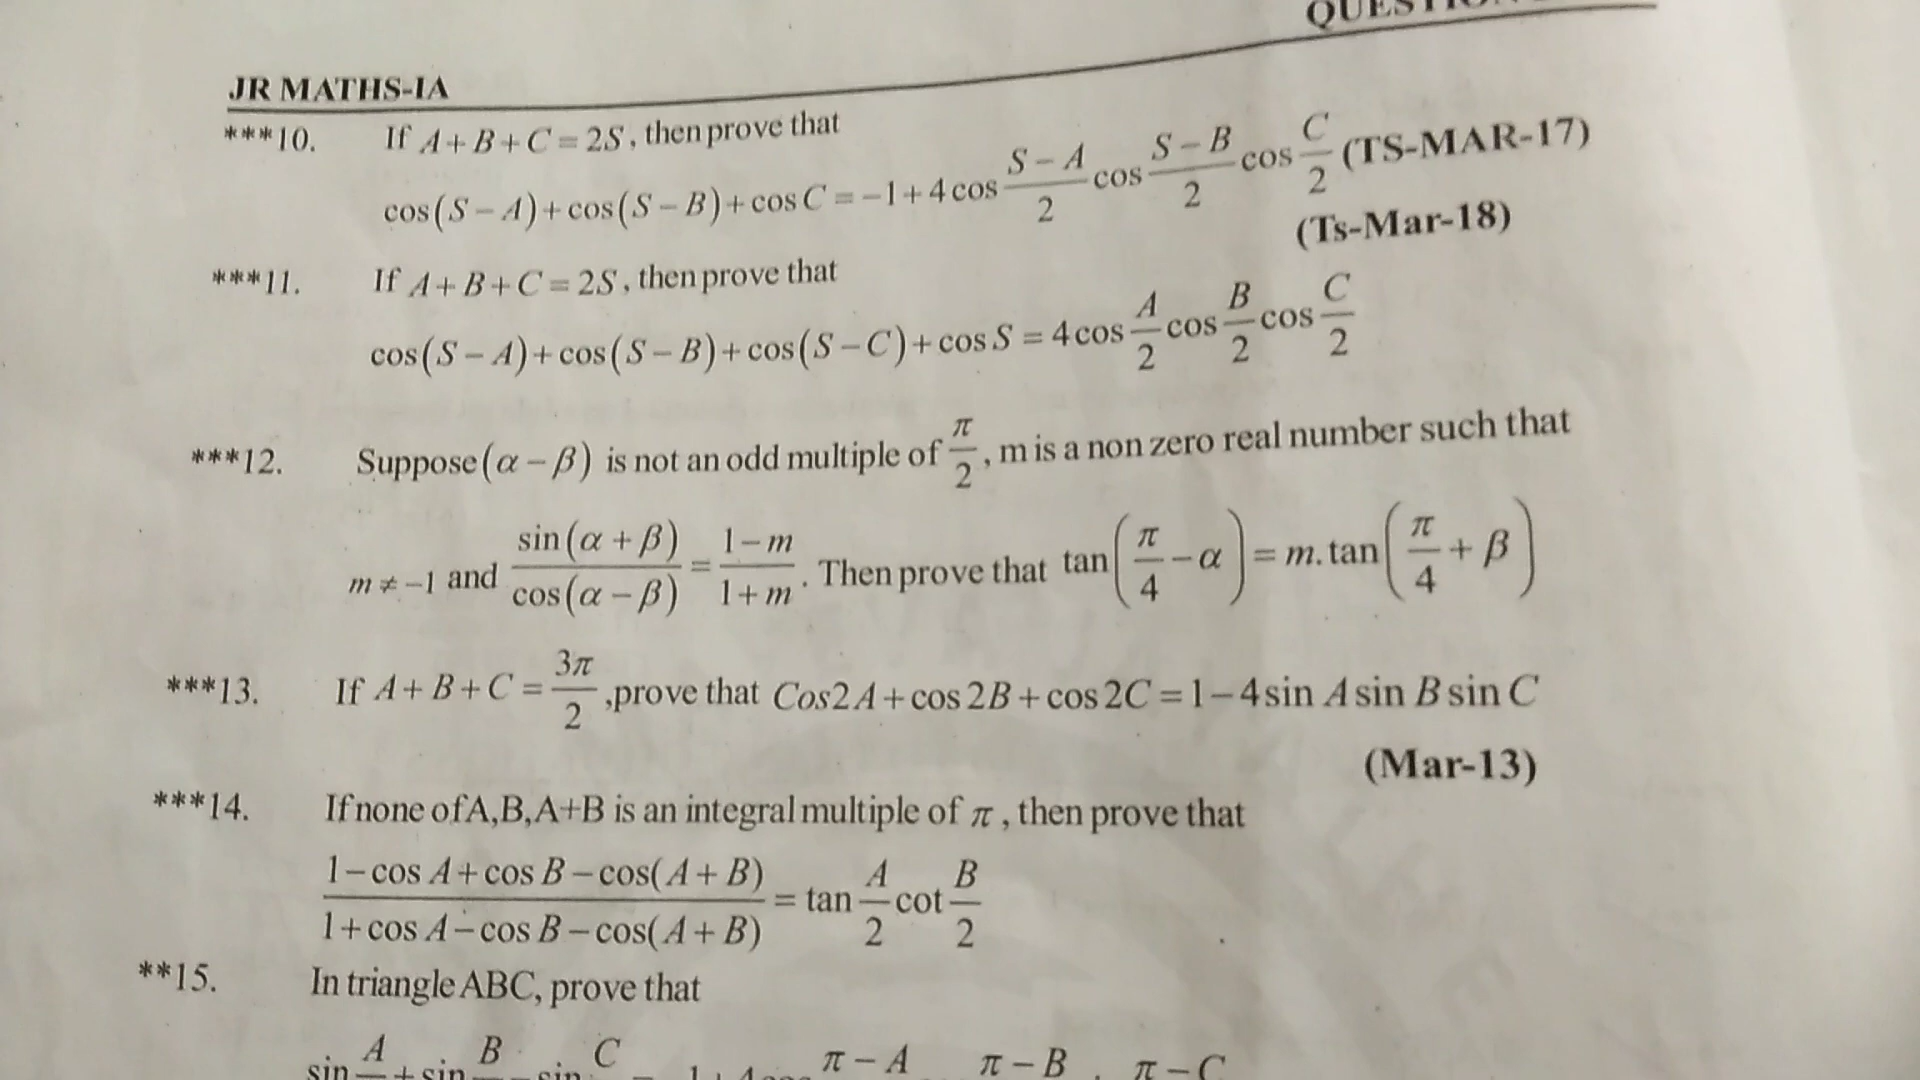 JR MATHS-IA
***10. If A+B+C=2S, then prove that
cos(S−A)+cos(S−B)+cosC=−1+4cos (S−A)/2 cos (S−B)/2 cos C/2 (TS-MAR-17)
(Ts-Mar-18)
***11. If A+B+C=2S, then prove that
cos(S−A)+cos(S−B)+cos(S−C)+cosS=4cos A/2 cos B/2 cos C/2
***12. Suppose (α−β) is not an odd multiple of π/2, m is a non zero real number such that
m≠−1 and sin(α+β)/cos(α−β) = (1−m)/(1+m). Then prove that tan(π/4−α)=m.tan(π/4+β)
***13. If A+B+C=3π/2,prove that Cos2A+cos2B+cos2C=1−4sin A sin B sin C
(Mar-13)
***14. If none of A,B,A+B is an integral multiple of π, then prove that
(1−cos A+cos B−cos(A+B))/(1+cos A−cos B−cos(A+B)) = tan A/2 cot B/2
**15. In triangle ABC, prove that